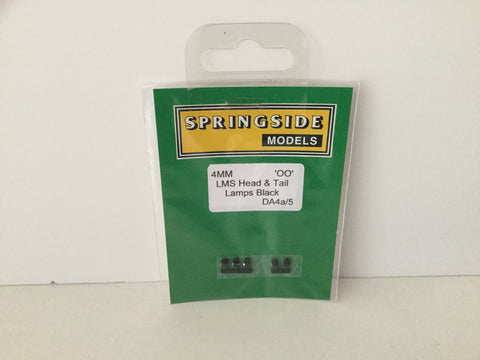 SPRINGSIDE
MODELS
4MM 'OO'
LMS Head & Tail
Lamps Black
DA4a/5